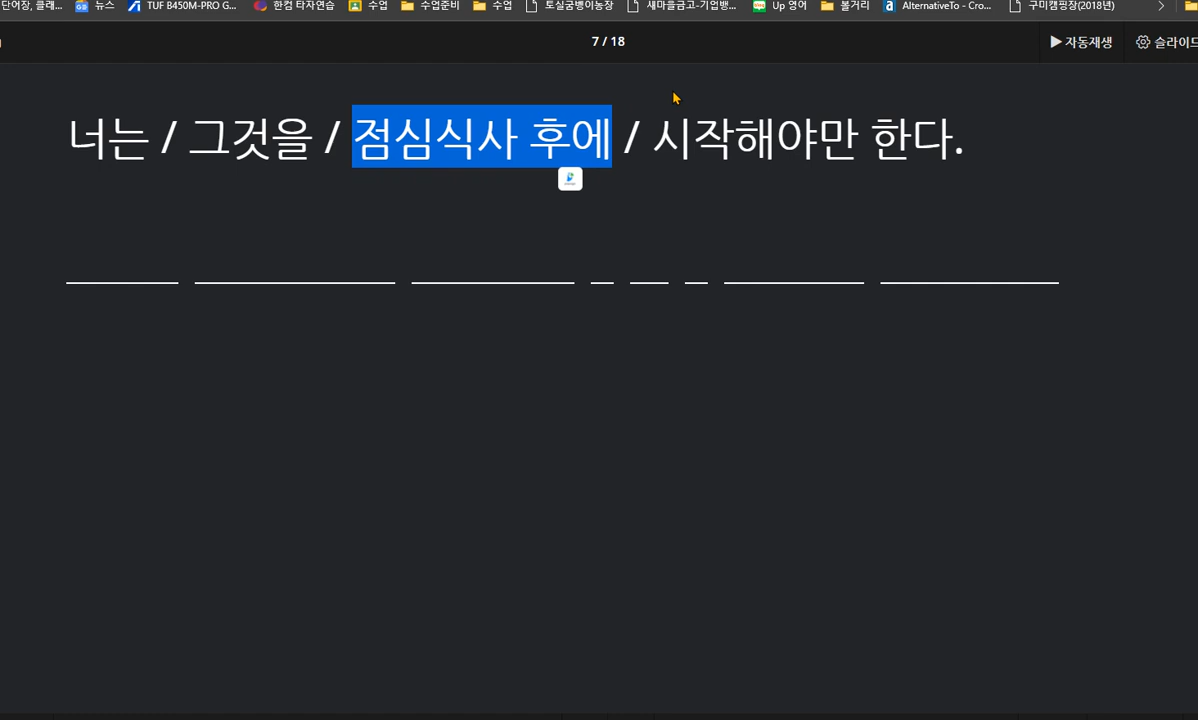 단어장, 클래... 뉴스 TUF B450M-PRO G... 한컴 타자연습 수업 수업준비 수업 토실굼벵이농장 새마을금고-기업뱅... Up 영어 볼거리 AlternativeTo - Cro... 구미캠핑장(2018년)
7 / 18 자동재생 슬라이드
너는 / 그것을 / 점심식사 후에 / 시작해야만 한다.